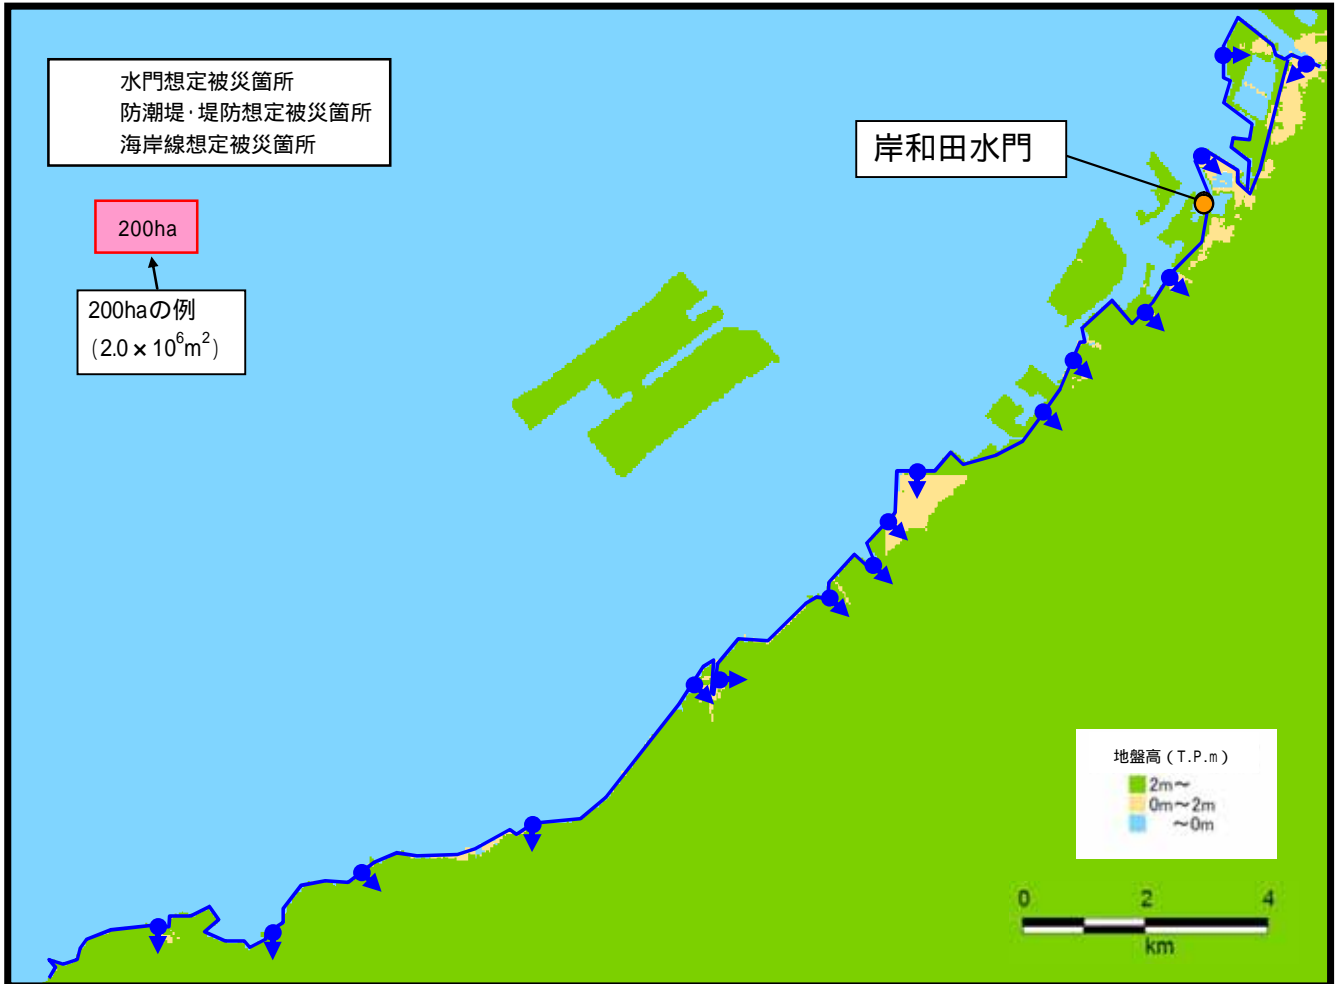 水門想定被災箇所
防潮堤・堤防想定被災箇所
海岸線想定被災箇所
岸和田水門
200ha
200haの例
(2.0×10⁶m²)
地盤高(T.P.m)
2m～
0m～2m
～0m
0 2 4
km